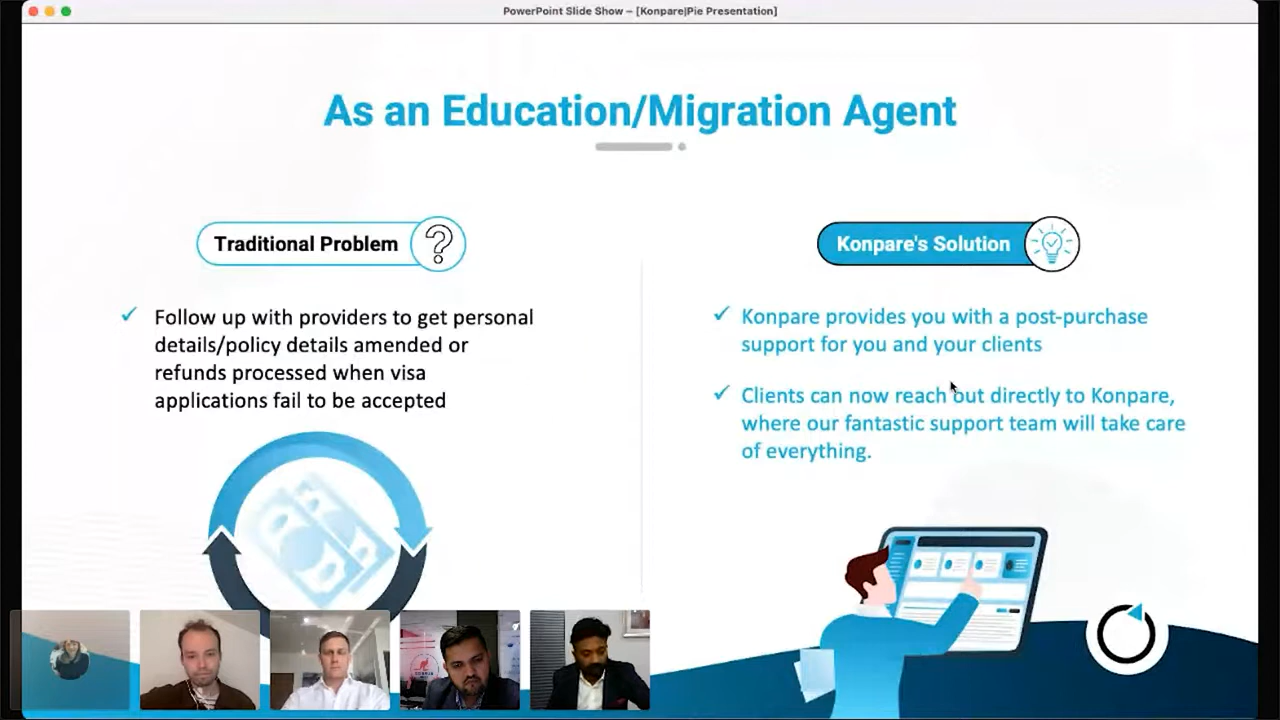 PowerPoint Slide Show – [Konpare|Pie Presentation]
As an Education/Migration Agent
Traditional Problem
Follow up with providers to get personal
details/policy details amended or
refunds processed when visa
applications fail to be accepted
Konpare's Solution
Konpare provides you with a post-purchase
support for you and your clients
Clients can now reach out directly to Konpare,
where our fantastic support team will take care
of everything.